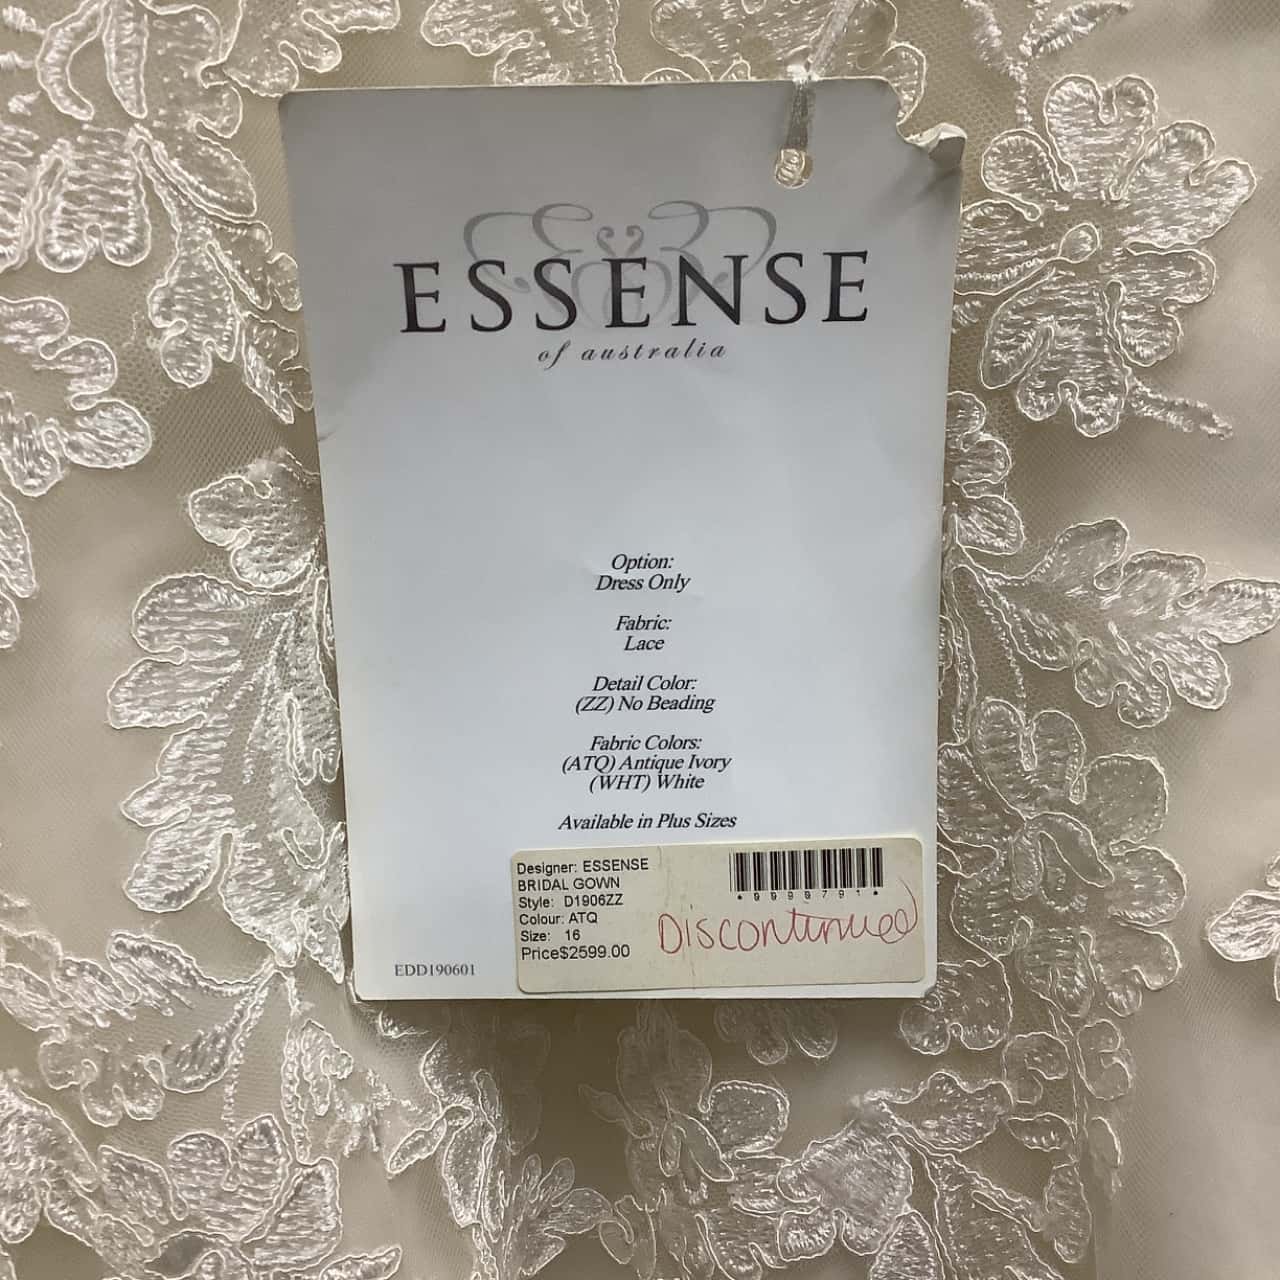 ESSENSE
of australia
Option:
Dress Only
Fabric:
Lace
Detail Color:
(ZZ) No Beading
Fabric Colors:
(ATQ) Antique Ivory
(WHT) White
Available in Plus Sizes
Designer: ESSENSE
BRIDAL GOWN
Style: D1906ZZ
Colour: ATQ
Size: 16
Price$2599.00
*9999791*
Discontinued
EDD190601